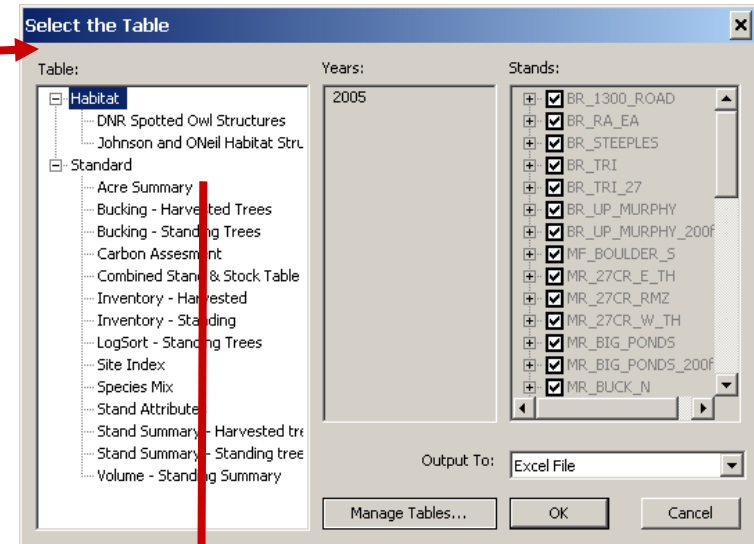 Select the Table
Table:
Habitat
DNR Spotted Owl Structures
Johnson and ONeil Habitat Stru
Standard
Acre Summary
Bucking - Harvested Trees
Bucking - Standing Trees
Carbon Assesment
Combined Stand & Stock Table
Inventory - Harvested
Inventory - Standing
LogSort - Standing Trees
Site Index
Species Mix
Stand Attributes
Stand Summary - Harvested tre
Stand Summary - Standing tree
Volume - Standing Summary
Years:
2005
Stands:
BR_1300_ROAD
BR_RA_EA
BR_STEEPLES
BR_TRI
BR_TRI_27
BR_UP_MURPHY
BR_UP_MURPHY_200f
MF_BOULDER_S
MR_27CR_E_TH
MR_27CR_RMZ
MR_27CR_W_TH
MR_BIG_PONDS
MR_BIG_PONDS_200f
MR_BUCK_N
Output To:
Excel File
Manage Tables...
OK
Cancel